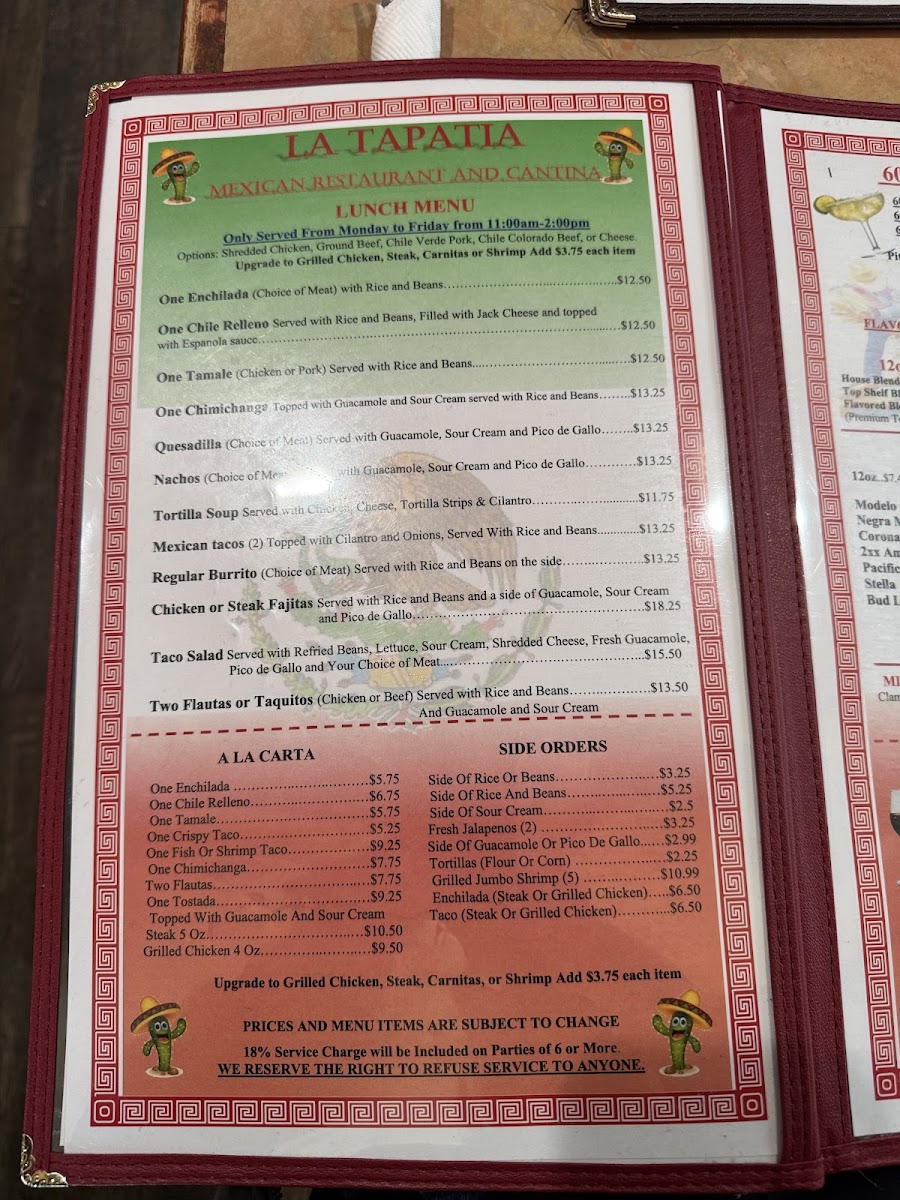 LA TAPATIA
MEXICAN RESTAURANT AND CANTINA
LUNCH MENU
Only Served From Monday to Friday from 11:00am-2:00pm
Options: Shredded Chicken, Ground Beef, Chile Verde Pork, Chile Colorado Beef, or Cheese.
Upgrade to Grilled Chicken, Steak, Carnitas or Shrimp Add $3.75 each item
One Enchilada (Choice of Meat) with Rice and Beans.................................$12.50
One Chile Relleno Served with Rice and Beans, Filled with Jack Cheese and topped
with Espanola sauce.................................$12.50
One Tamale (Chicken or Pork) Served with Rice and Beans.................................$12.50
One Chimichanga Topped with Guacamole and Sour Cream served with Rice and Beans........$13.25
Quesadilla (Choice of Meat) Served with Guacamole, Sour Cream and Pico de Gallo........$13.25
Nachos (Choice of with Guacamole, Sour Cream and Pico de Gallo............$13.25
Tortilla Soup Served with Chicken, Cheese, Tortilla Strips & Cilantro.....................$11.75
Mexican tacos (2) Topped with Cilantro and Onions, Served With Rice and Beans............$13.25
Regular Burrito (Choice of Meat) Served with Rice and Beans on the side.....................$13.25
Chicken or Steak Fajitas Served with Rice and Beans and a side of Guacamole, Sour Cream
and Pico de Gallo.................................$18.25
Taco Salad Served with Refried Beans, Lettuce, Sour Cream, Shredded Cheese, Fresh Guacamole,
Pico de Gallo and Your Choice of Meat.................................$15.50
Two Flautas or Taquitos (Chicken or Beef) Served with Rice and Beans.................$13.50
And Guacamole and Sour Cream
A LA CARTA
One Enchilada ........................$5.75
One Chile Relleno.....................$6.75
One Tamale........................$5.75
One Crispy Taco.....................$5.25
One Fish Or Shrimp Taco...............$9.25
One Chimichanga.....................$7.75
Two Flautas........................$7.75
One Tostada........................$9.25
Topped With Guacamole And Sour Cream
Steak 5 Oz........................$10.50
Grilled Chicken 4 Oz.....................$9.50
SIDE ORDERS
Side Of Rice Or Beans..................$3.25
Side Of Rice And Beans..................$5.25
Side Of Sour Cream.....................$2.5
Fresh Jalapenos (2) .....................$3.25
Side Of Guacamole Or Pico De Gallo......$2.99
Tortillas (Flour Or Corn) ...............$2.25
Grilled Jumbo Shrimp (5) ...............$10.99
Enchilada (Steak Or Grilled Chicken).....$6.50
Taco (Steak Or Grilled Chicken)............$6.50
Upgrade to Grilled Chicken, Steak, Carnitas, or Shrimp Add $3.75 each item
PRICES AND MENU ITEMS ARE SUBJECT TO CHANGE
18% Service Charge will be Included on Parties of 6 or More.
WE RESERVE THE RIGHT TO REFUSE SERVICE TO ANYONE.
House Blend
Top Shelf
Flavored
(Premium
12oz..$7.
Modelo
Negra
Corona
2xx
Pacific
Stella
Bud